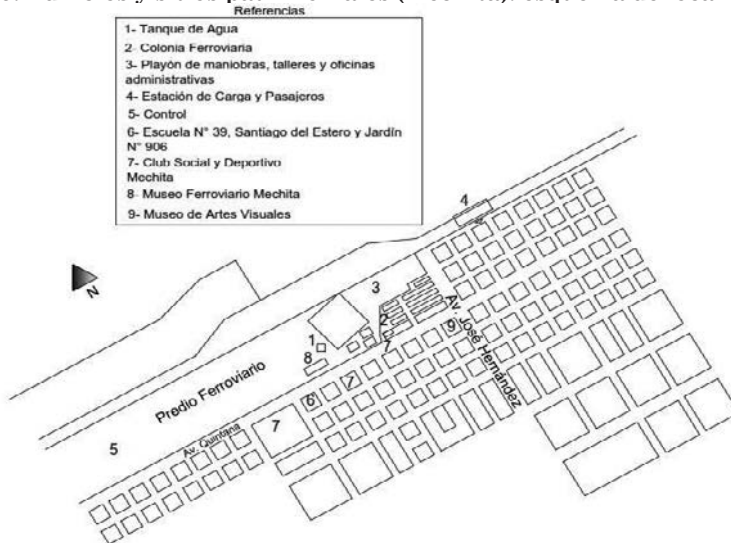 Referencias
1- Tanque de Agua
2- Colonia Ferroviaria
3- Playón de maniobras, talleres y oficinas
administrativas
4- Estación de Carga y Pasajeros
5- Control
6- Escuela N° 39, Santiago del Estero y Jardín
N° 906
7- Club Social y Deportivo
Mechita
8- Museo Ferroviario Mechita
9- Museo de Artes Visuales
4
N
3
2
Av. José Hernández
9
1
7
8
Predio Ferroviario
6
7
7
Av. Quintana
5